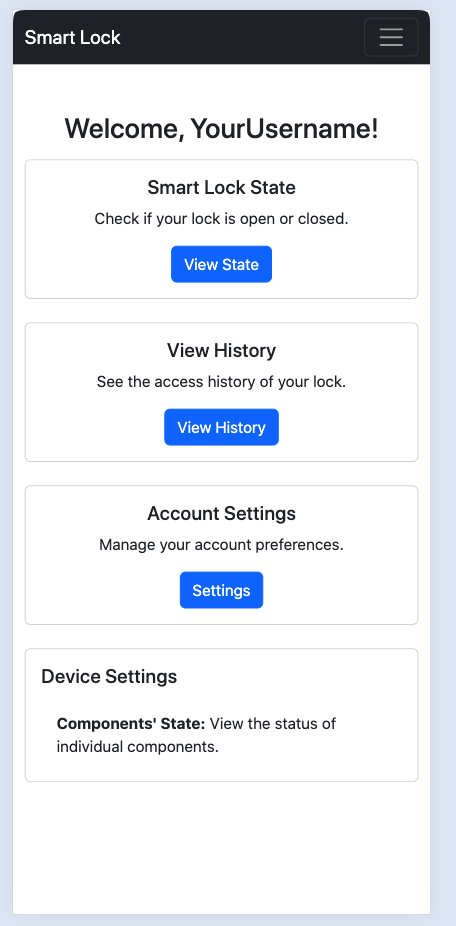 Smart Lock
Welcome, YourUsername!
Smart Lock State
Check if your lock is open or closed.
View State
View History
See the access history of your lock.
View History
Account Settings
Manage your account preferences.
Settings
Device Settings
Components' State: View the status of
individual components.